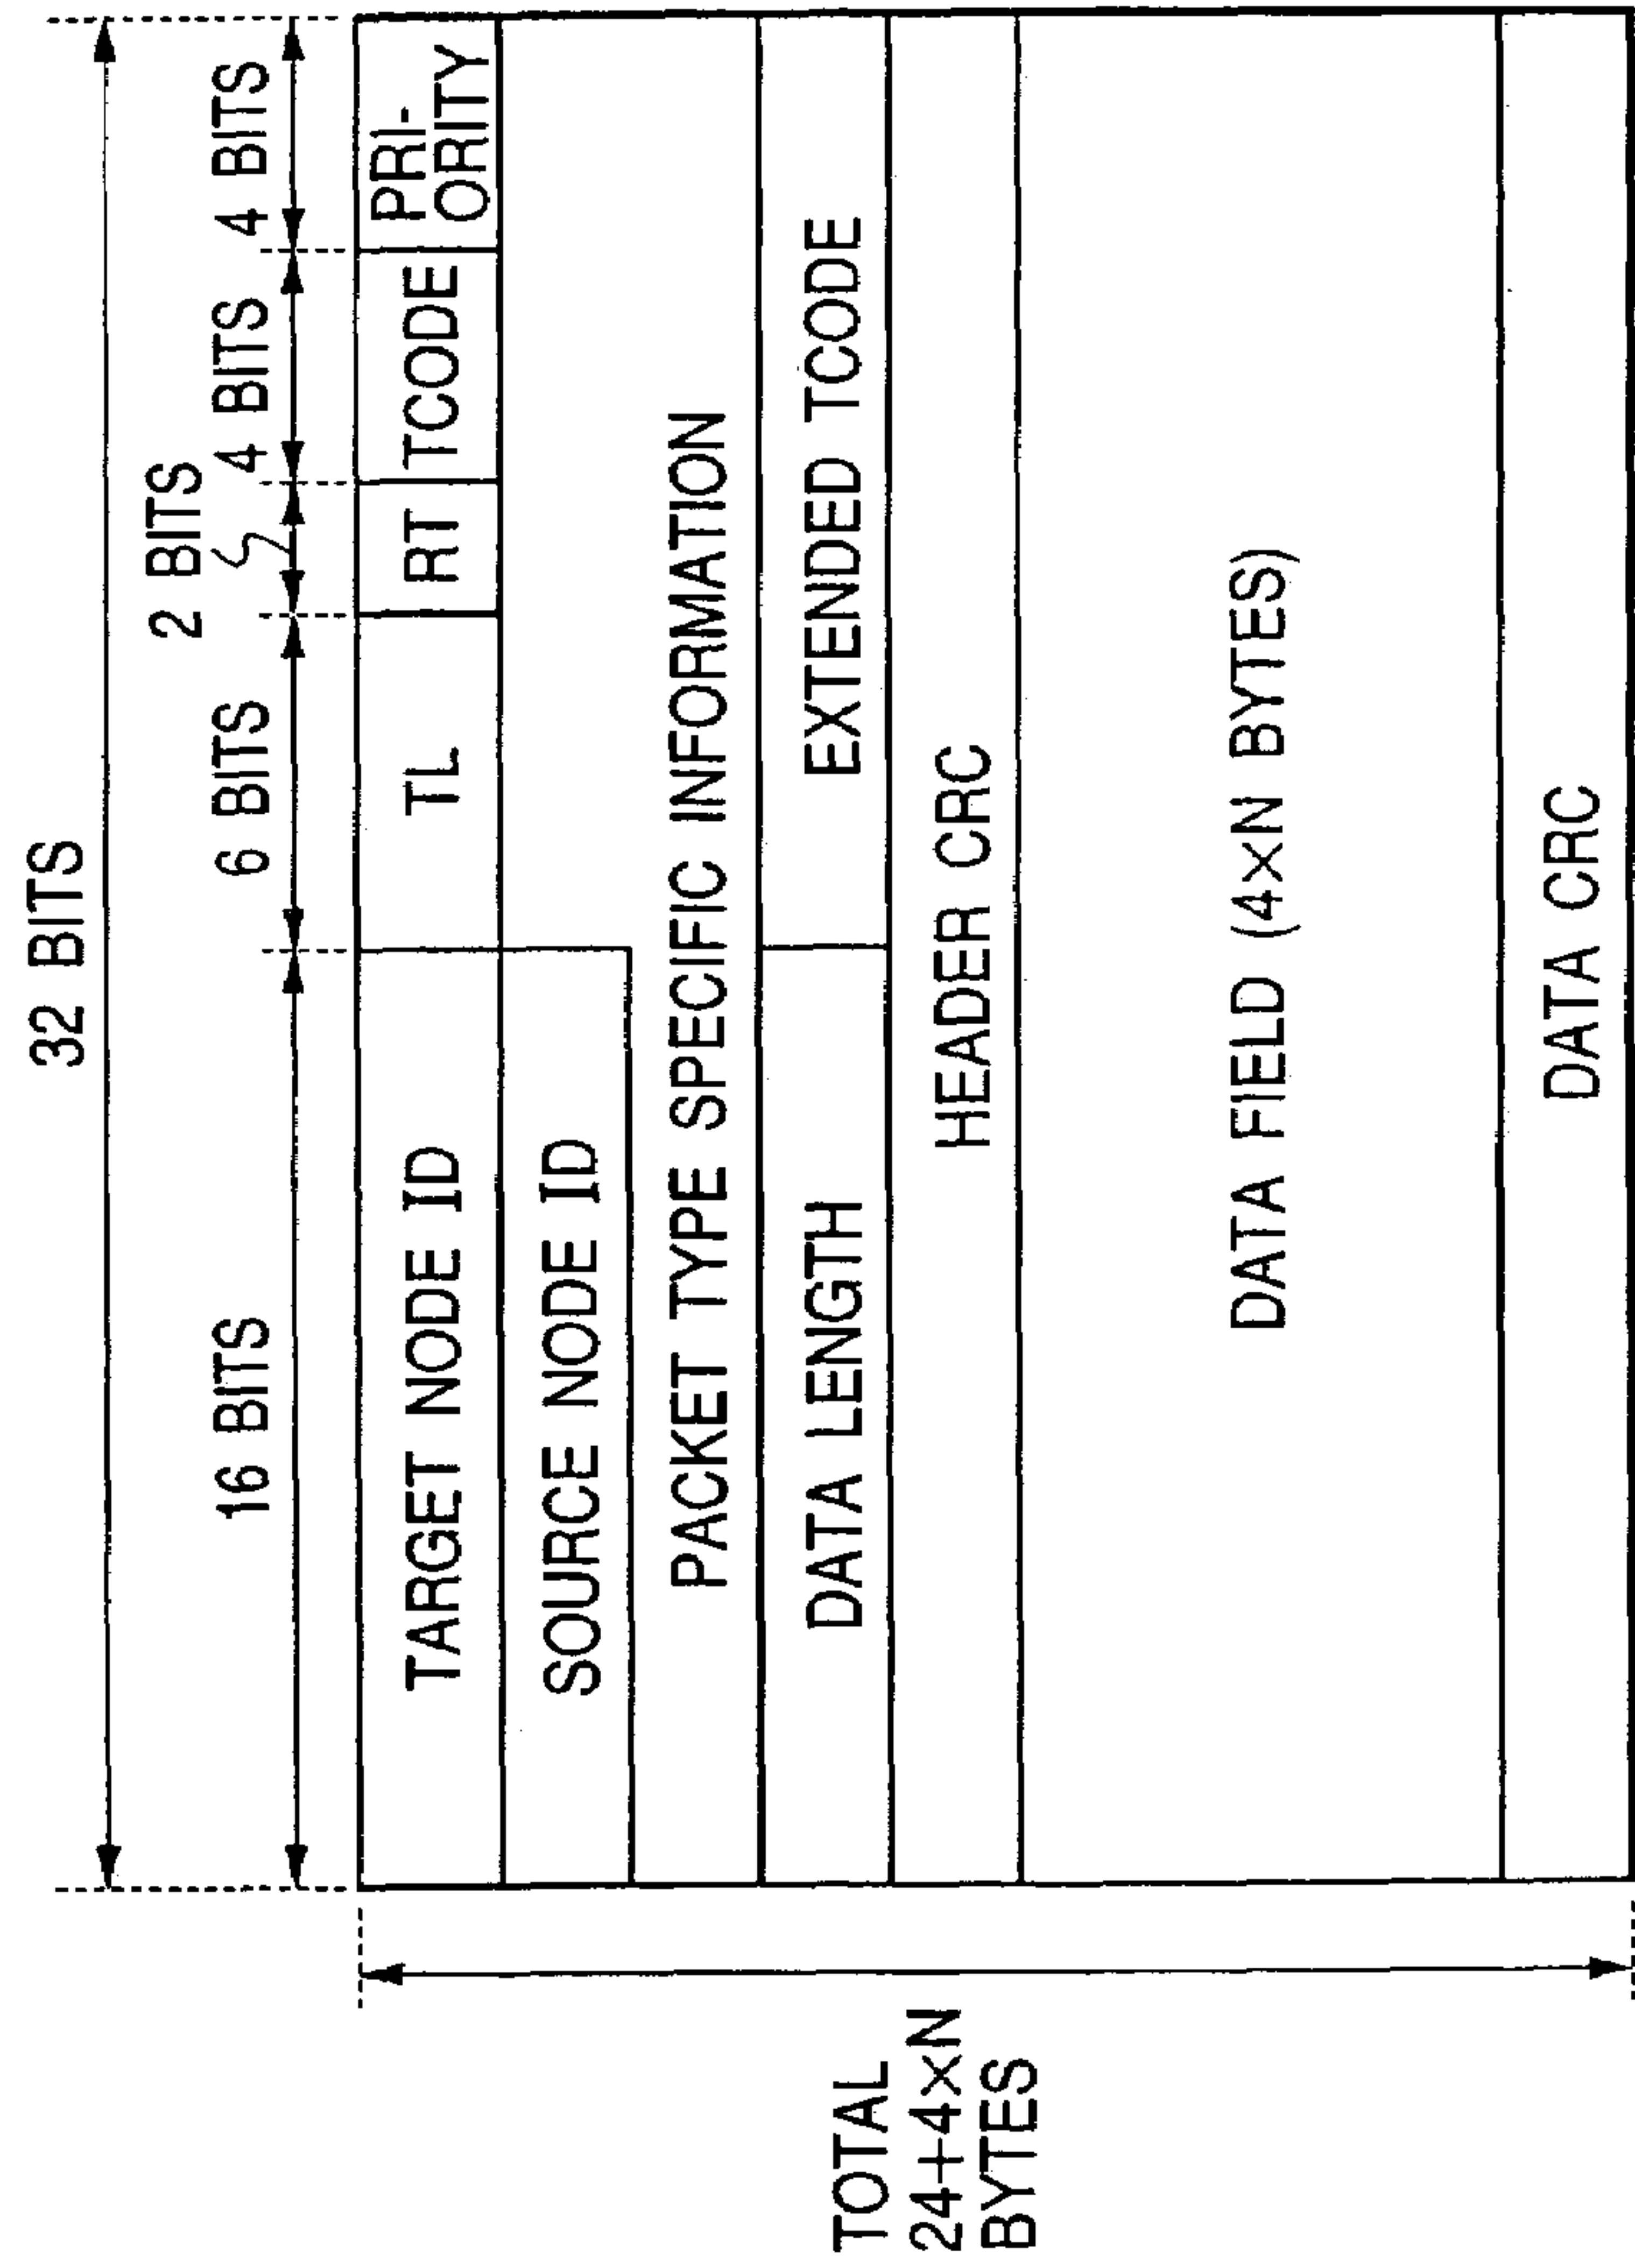 32 BITS
16 BITS
6 BITS
2 BITS
4 BITS
4 BITS
TARGET NODE ID
TL
RT
TCODE
PRI-
ORITY
SOURCE NODE ID
PACKET TYPE SPECIFIC INFORMATION
DATA LENGTH
EXTENDED TCODE
HEADER CRC
DATA FIELD (4×N BYTES)
DATA CRC
TOTAL
24+4×N
BYTES